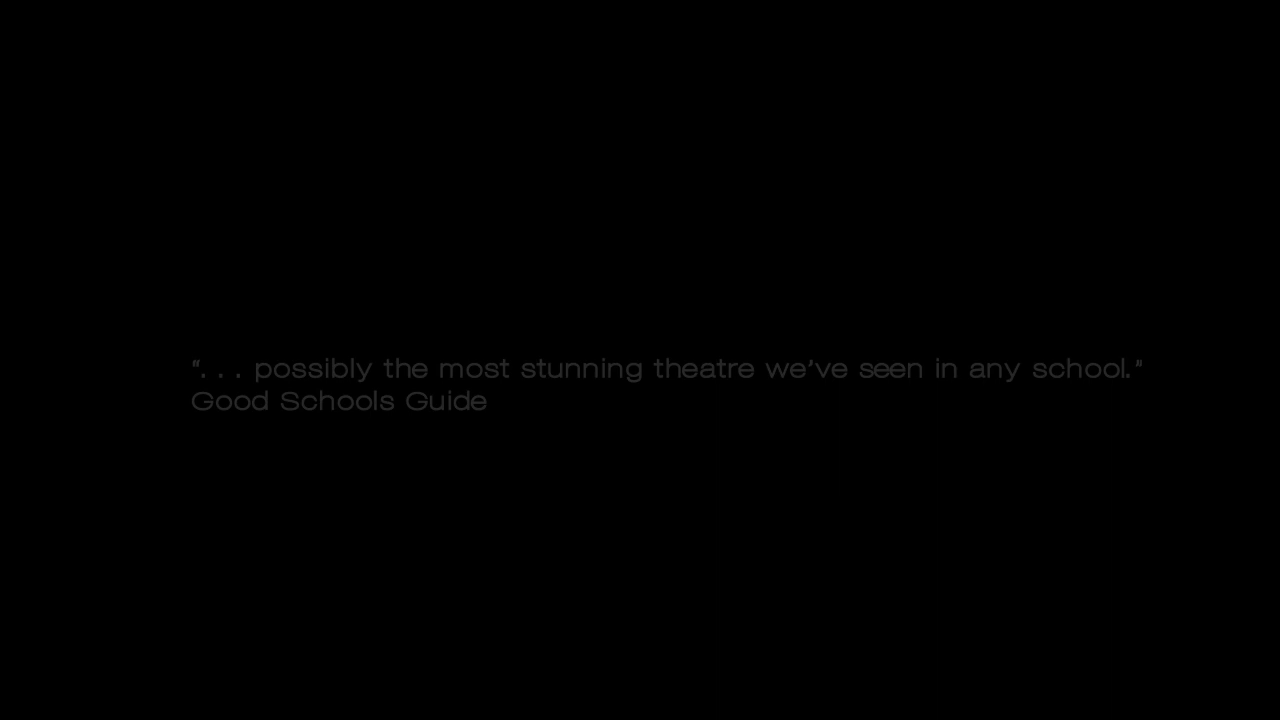 “. . . possibly the most stunning theatre we’ve seen in any school.”
Good Schools Guide